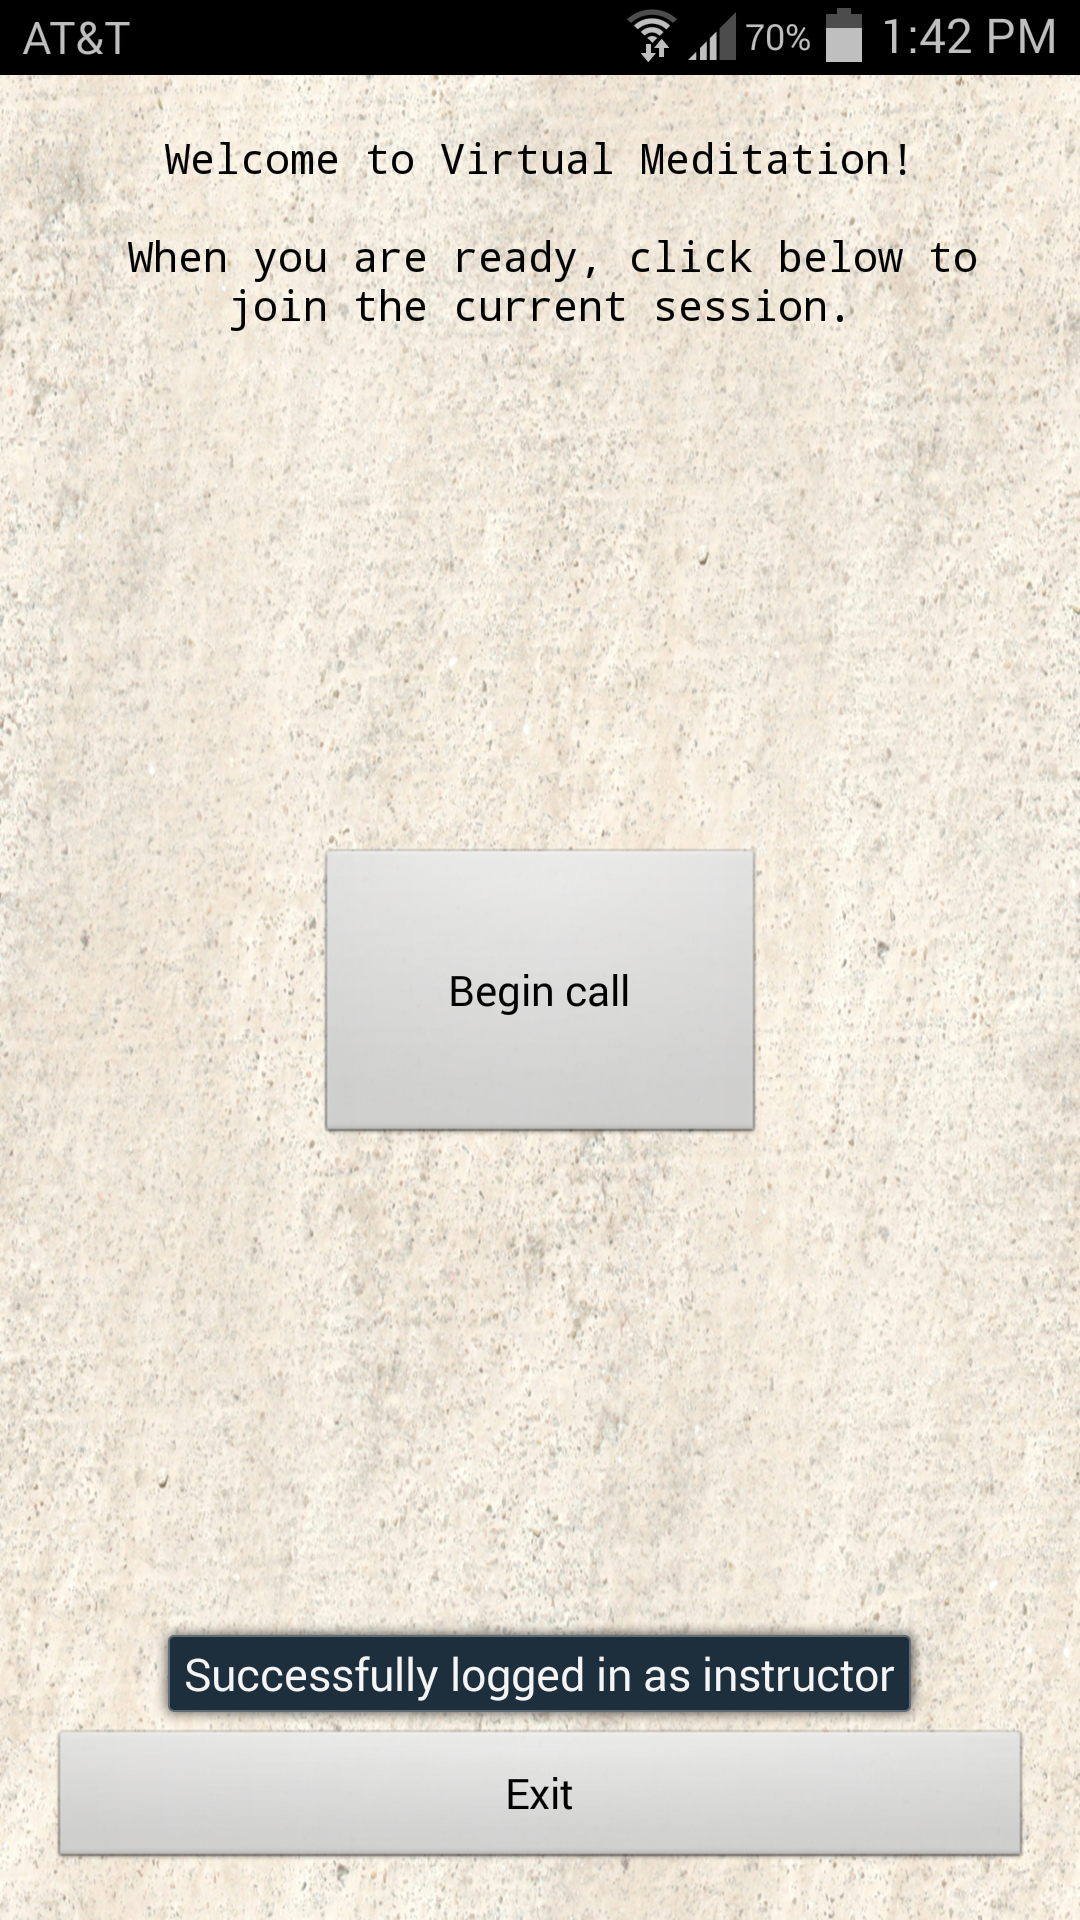 AT&T 70% 1:42 PM
Welcome to Virtual Meditation!
When you are ready, click below to
join the current session.
Begin call
Successfully logged in as instructor
Exit